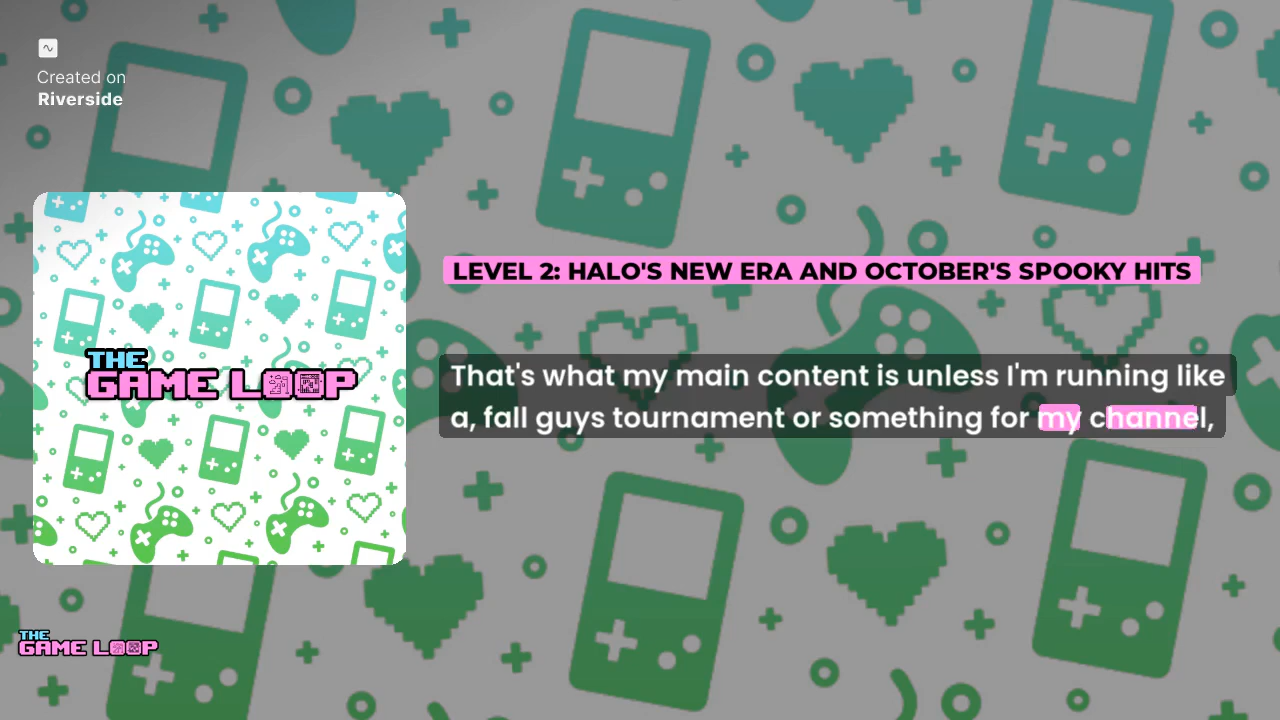 Created on
Riverside
LEVEL 2: HALO'S NEW ERA AND OCTOBER'S SPOOKY HITS
THE
GAME LOOP
That's what my main content is unless I'm running like
a, fall guys tournament or something for my channel,
THE
GAME LOOP